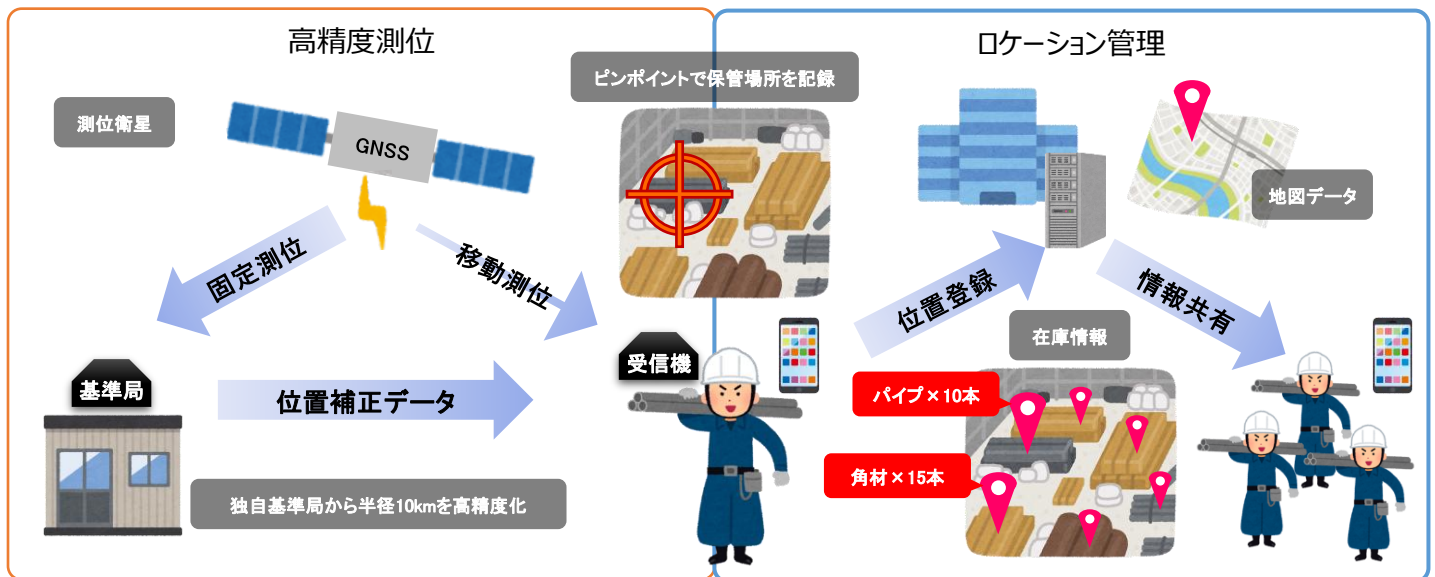 高精度測位
ロケーション管理
ピンポイントで保管場所を記録
測位衛星
GNSS
地図データ
固定測位
移動測位
位置登録
情報共有
在庫情報
受信機
基準局
位置補正データ
パイプ×10本
角材×15本
独自基準局から半径10kmを高精度化